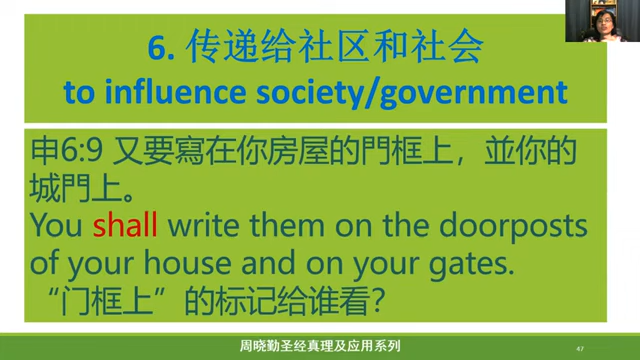 6. 传递给社区和社会
to influence society/government
申6:9 又要寫在你房屋的門框上，並你的
城門上。
You shall write them on the doorposts
of your house and on your gates.
“门框上”的标记给谁看？
周晓勤圣经真理及应用系列
47